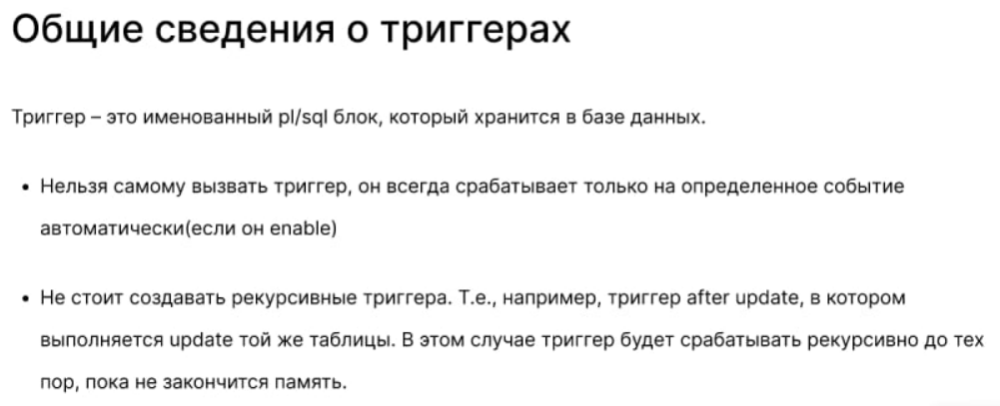 Общие сведения о триггерах
Триггер – это именованный pl/sql блок, который хранится в базе данных.
• Нельзя самому вызвать триггер, он всегда срабатывает только на определенное событие
автоматически(если он enable)
• Не стоит создавать рекурсивные триггера. Т.е., например, триггер after update, в котором
выполняется update той же таблицы. В этом случае триггер будет срабатывать рекурсивно до тех
пор, пока не закончится память.